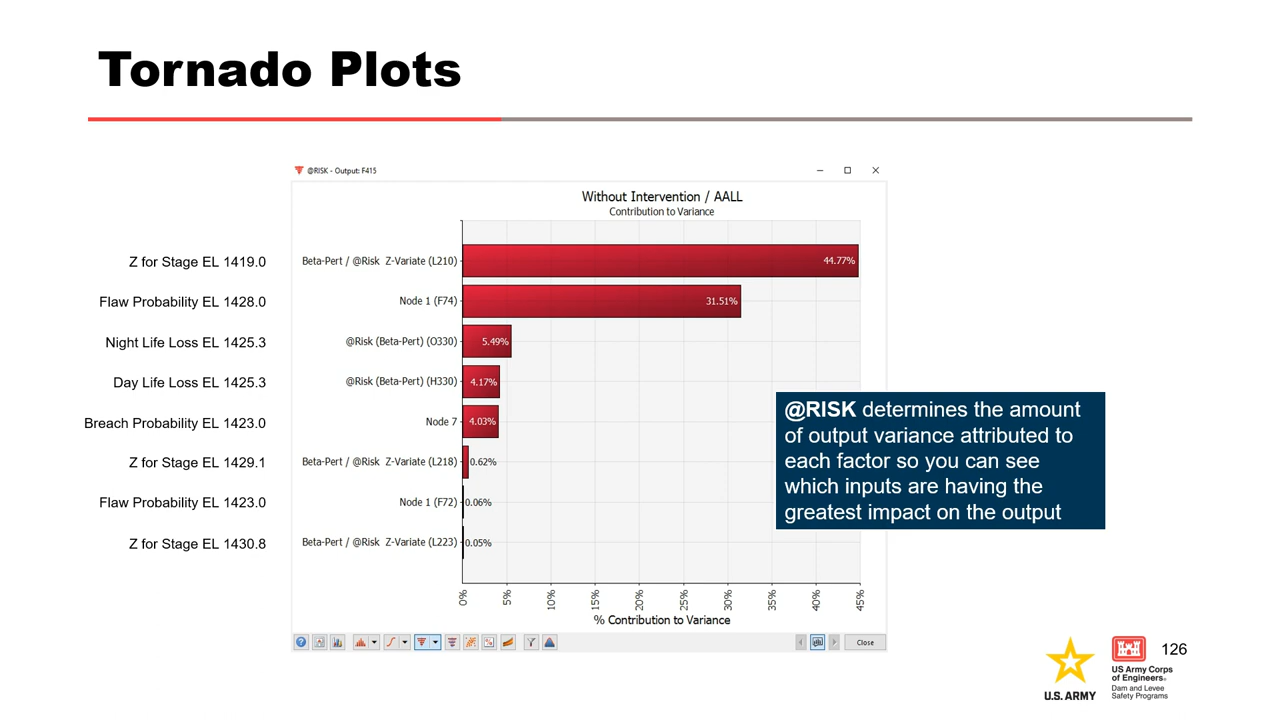 Tornado Plots
@RISK - Output: F415
Without Intervention / AALL
Contribution to Variance
Z for Stage EL 1419.0 Beta-Pert / @Risk Z-Variate (L210) 44.77%
Flaw Probability EL 1428.0 Node 1 (F74) 31.51%
Night Life Loss EL 1425.3 @Risk (Beta-Pert) (O330) 5.49%
Day Life Loss EL 1425.3 @Risk (Beta-Pert) (H330) 4.17%
Breach Probability EL 1423.0 Node 7 4.03%
Z for Stage EL 1429.1 Beta-Pert / @Risk Z-Variate (L218) 0.62%
Flaw Probability EL 1423.0 Node 1 (F72) 0.06%
Z for Stage EL 1430.8 Beta-Pert / @Risk Z-Variate (L223) 0.05%
0% 5% 10% 15% 20% 25% 30% 35% 40% 45%
% Contribution to Variance
Close
@RISK determines the amount
of output variance attributed to
each factor so you can see
which inputs are having the
greatest impact on the output
U.S. ARMY
US Army Corps
of Engineers®
Dam and Levee
Safety Programs
126